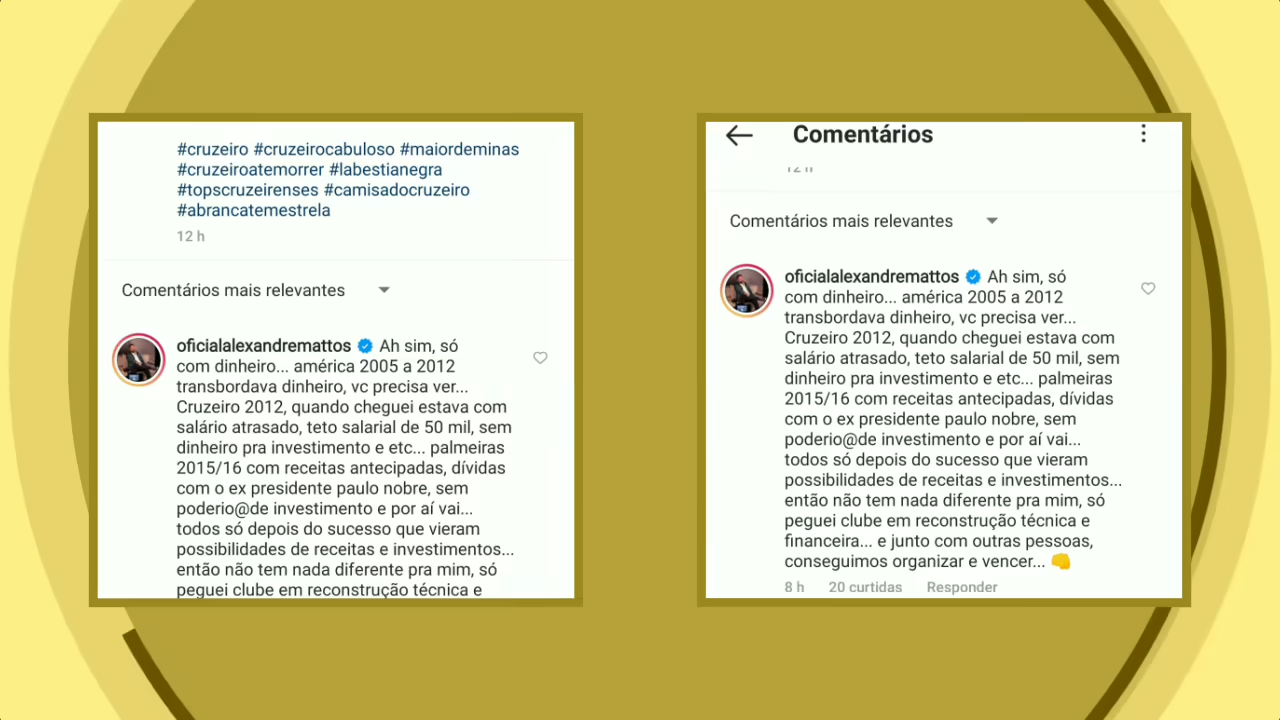 #cruzeiro #cruzeirocabuloso #maiordeminas
#cruzeiroatemorrer #labestianegra
#topscruzeirenses #camisadocruzeiro
#abrancatemestrela
12 h
Comentários mais relevantes
oficialalexandremattos Ah sim, só
com dinheiro... américa 2005 a 2012
transbordava dinheiro, vc precisa ver...
Cruzeiro 2012, quando cheguei estava com
salário atrasado, teto salarial de 50 mil, sem
dinheiro pra investimento e etc... palmeiras
2015/16 com receitas antecipadas, dívidas
com o ex presidente paulo nobre, sem
poderio@de investimento e por aí vai...
todos só depois do sucesso que vieram
possibilidades de receitas e investimentos...
então não tem nada diferente pra mim, só
peguei clube em reconstrução técnica e
Comentários
12 h
Comentários mais relevantes
oficialalexandremattos Ah sim, só
com dinheiro... américa 2005 a 2012
transbordava dinheiro, vc precisa ver...
Cruzeiro 2012, quando cheguei estava com
salário atrasado, teto salarial de 50 mil, sem
dinheiro pra investimento e etc... palmeiras
2015/16 com receitas antecipadas, dívidas
com o ex presidente paulo nobre, sem
poderio@de investimento e por aí vai...
todos só depois do sucesso que vieram
possibilidades de receitas e investimentos...
então não tem nada diferente pra mim, só
peguei clube em reconstrução técnica e
financeira... e junto com outras pessoas,
conseguimos organizar e vencer... 👊
8 h 20 curtidas Responder